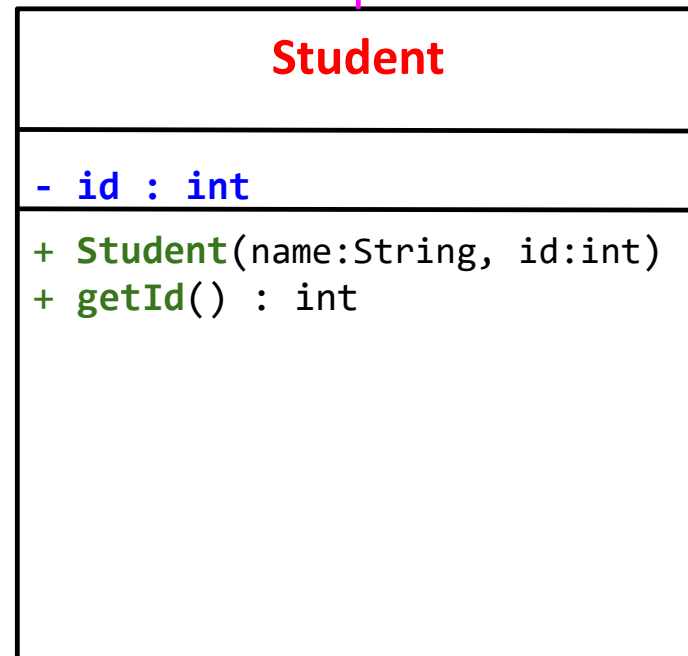 Student
- id : int
+ Student(name:String, id:int)
+ getId() : int